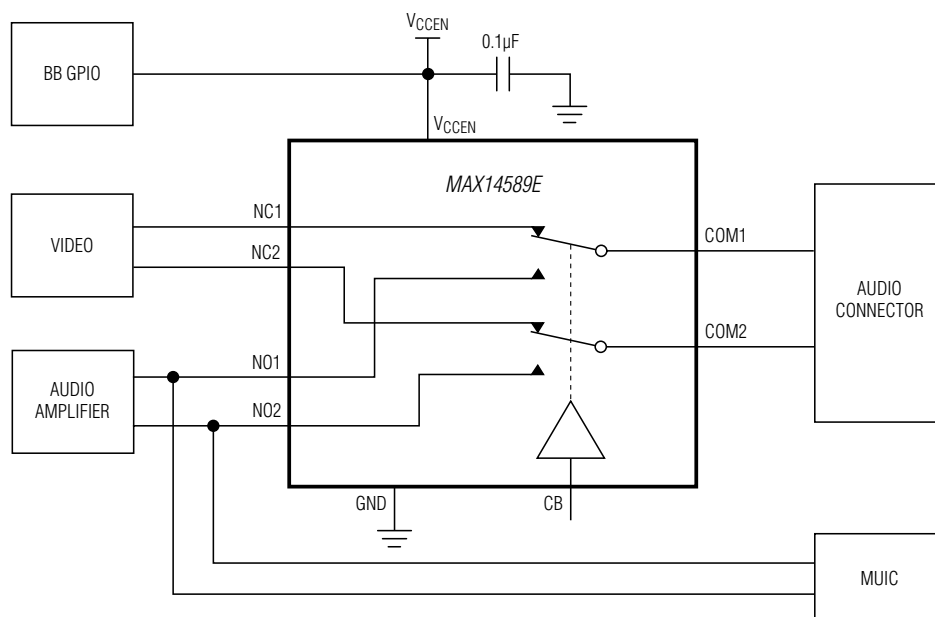 VCCEN
0.1µF
BB GPIO
VCCEN
MAX14589E
NC1
VIDEO
NC2
COM1
AUDIO
CONNECTOR
COM2
NO1
AUDIO
AMPLIFIER
NO2
GND
CB
MUIC